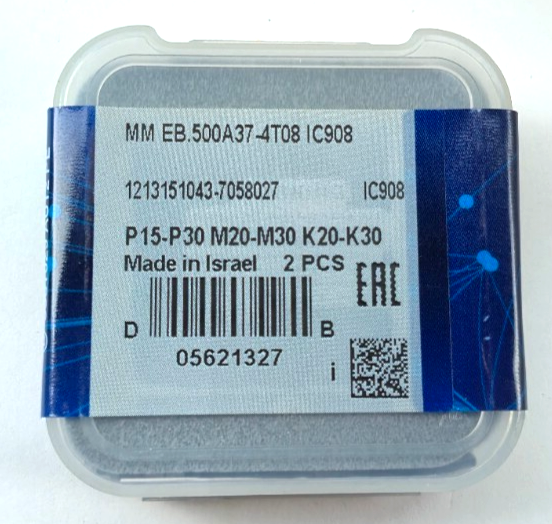 MM EB.500A37-4T08 IC908
1213151043-7058027 IC908
P15-P30 M20-M30 K20-K30
Made in Israel 2 PCS
EAC
D B
05621327
i